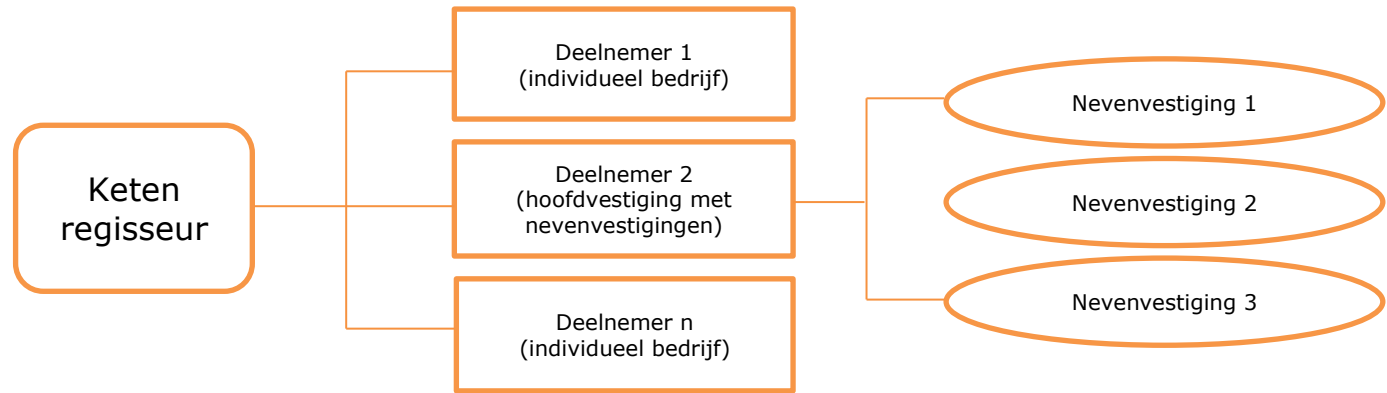 Keten
regisseur
Deelnemer 1
(individueel bedrijf)
Deelnemer 2
(hoofdvestiging met
nevenvestigingen)
Deelnemer n
(individueel bedrijf)
Nevenvestiging 1
Nevenvestiging 2
Nevenvestiging 3